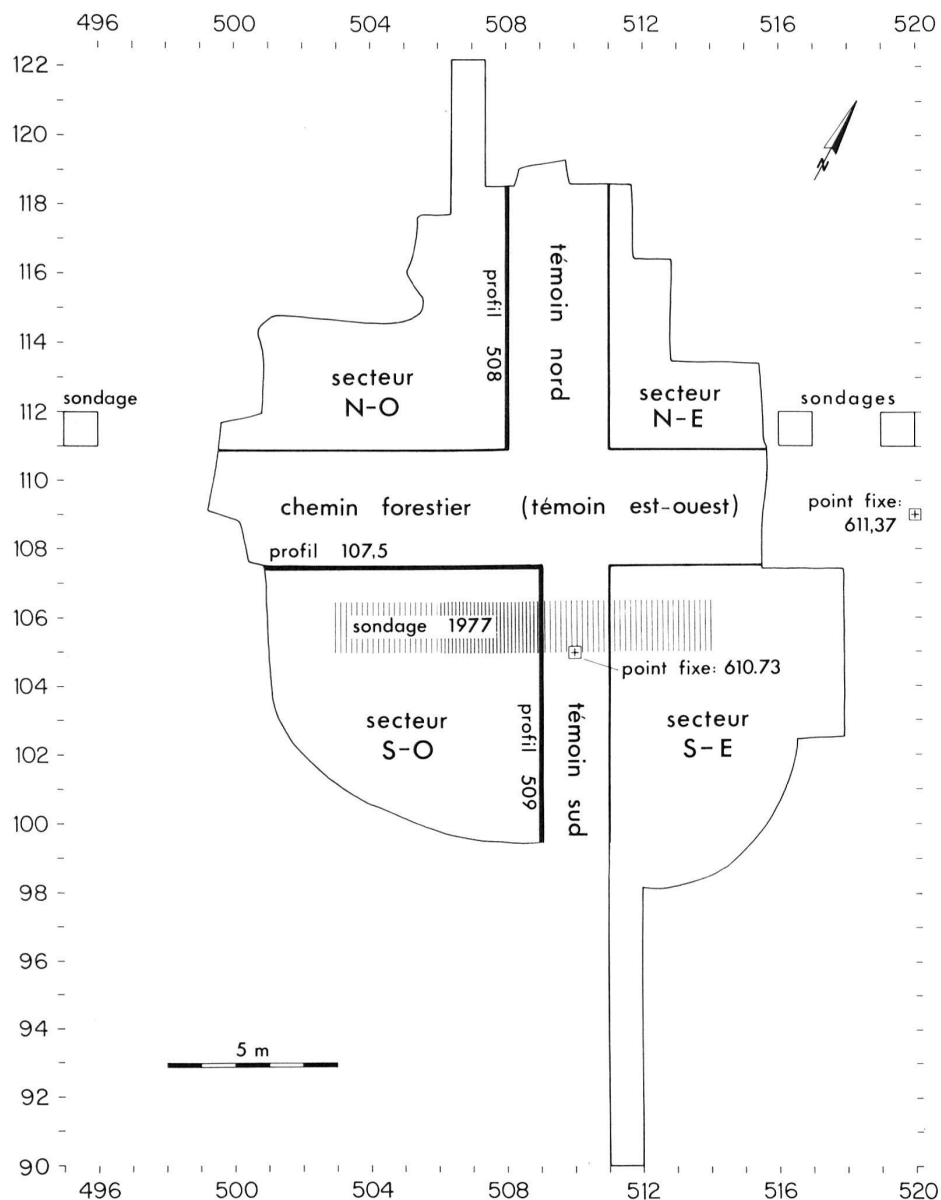 496 500 504 508 512 516 520
122
120
118
116
114
112
110
108
106
104
102
100
98
96
94
92
90
N
témoin nord
profil 508
secteur
N-O
secteur
N-E
sondage
sondages
chemin forestier (témoin est-ouest)
point fixe:
611,37
profil 107,5
sondage 1977
point fixe: 610.73
secteur
S-O
profil 509
témoin sud
secteur
S-E
5 m
496 500 504 508 512 516 520